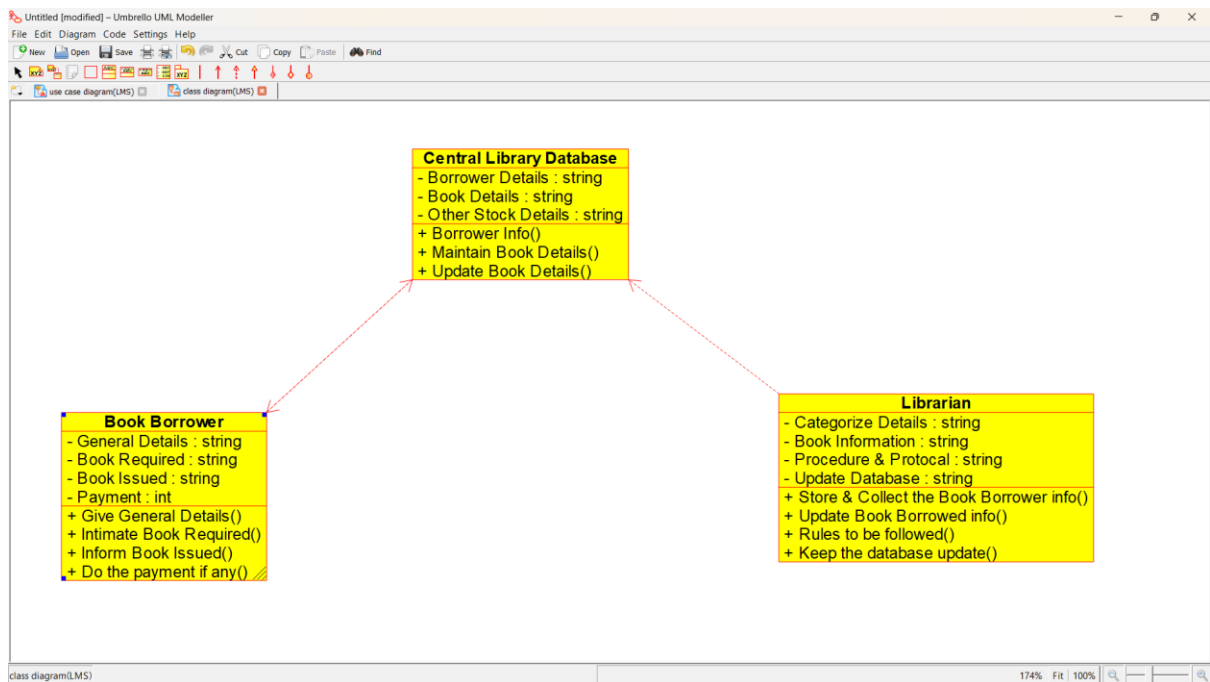 Untitled [modified] – Umbrello UML Modeller
File Edit Diagram Code Settings Help
New Open Save Cut Copy Paste Find
use case diagram(LMS) class diagram(LMS)
Central Library Database
- Borrower Details : string
- Book Details : string
- Other Stock Details : string
+ Borrower Info()
+ Maintain Book Details()
+ Update Book Details()
Book Borrower
- General Details : string
- Book Required : string
- Book Issued : string
- Payment : int
+ Give General Details()
+ Intimate Book Required()
+ Inform Book Issued()
+ Do the payment if any()
Librarian
- Categorize Details : string
- Book Information : string
- Procedure & Protocal : string
- Update Database : string
+ Store & Collect the Book Borrower info()
+ Update Book Borrowed info()
+ Rules to be followed()
+ Keep the database update()
class diagram(LMS) 174% Fit 100%